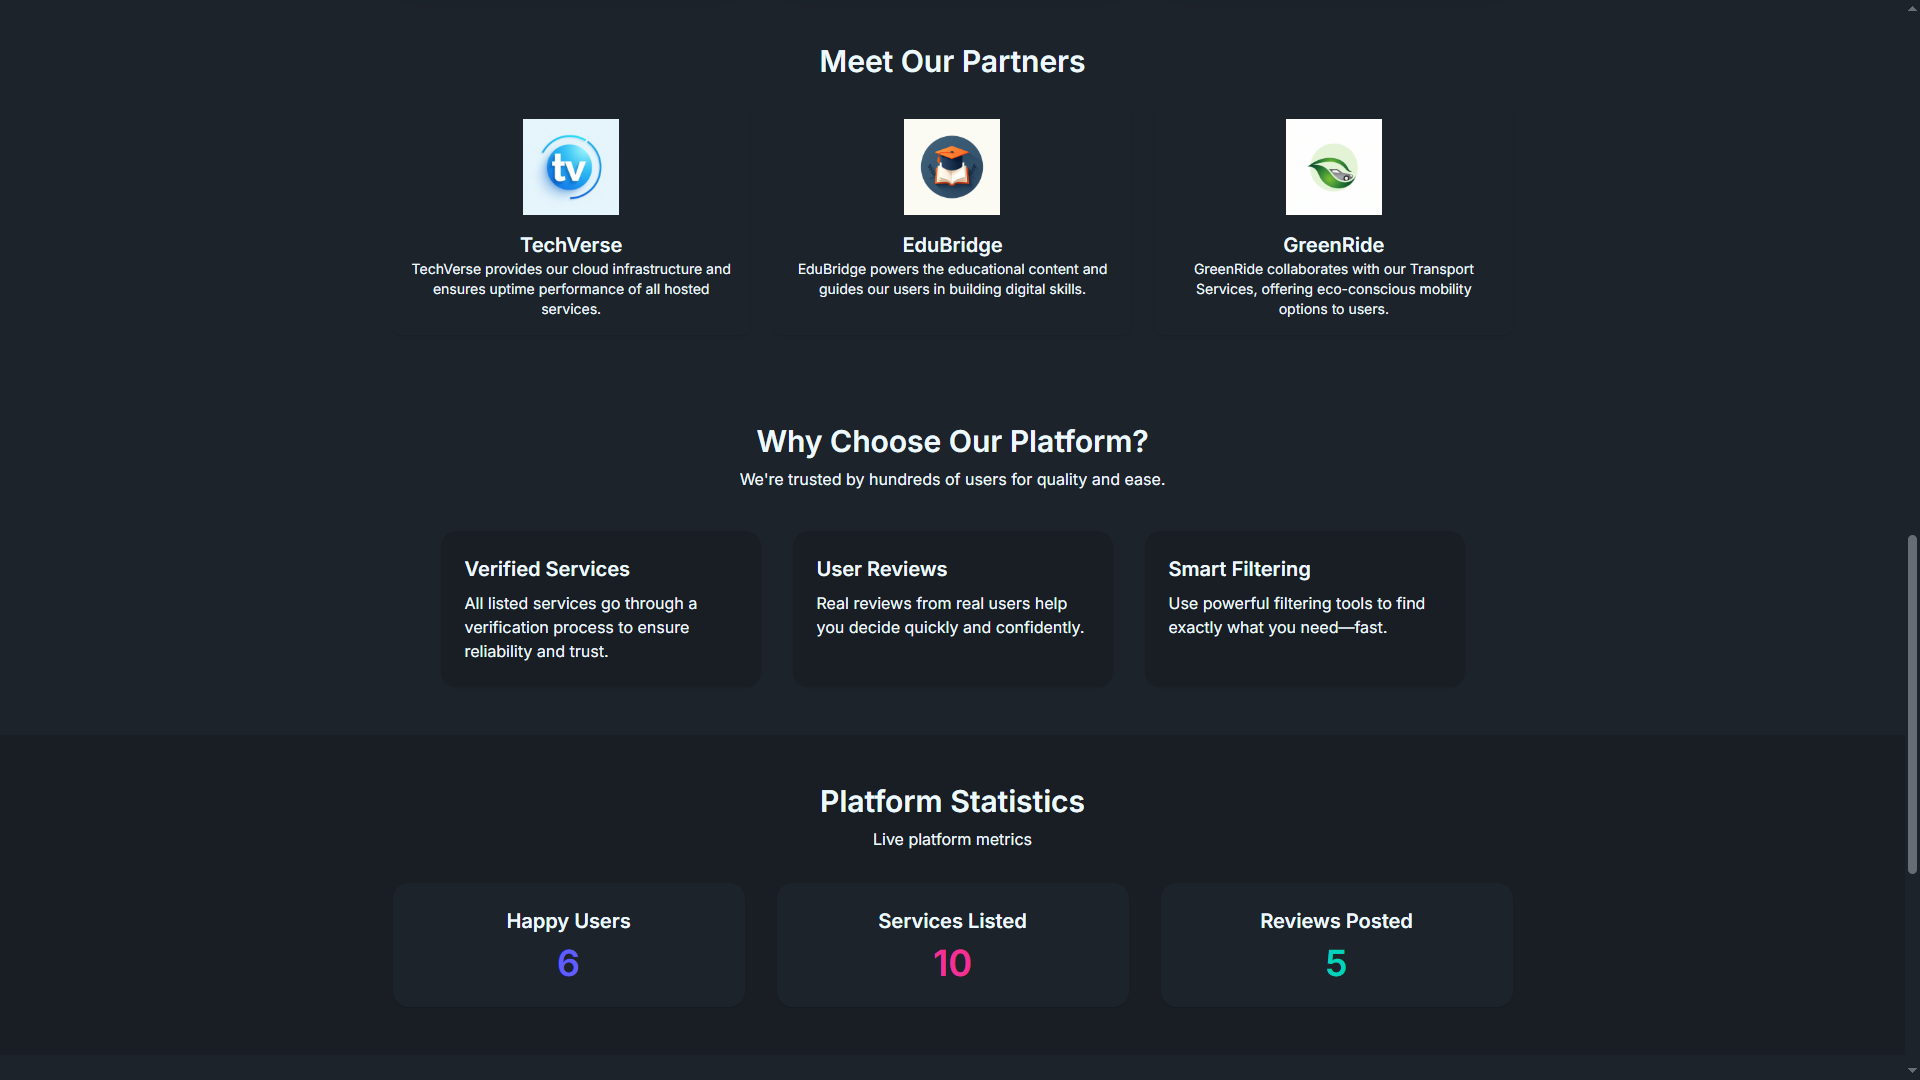 Meet Our Partners
tv
TechVerse
TechVerse provides our cloud infrastructure and
ensures uptime performance of all hosted
services.
EduBridge
EduBridge powers the educational content and
guides our users in building digital skills.
GreenRide
GreenRide collaborates with our Transport
Services, offering eco-conscious mobility
options to users.
Why Choose Our Platform?
We're trusted by hundreds of users for quality and ease.
Verified Services
All listed services go through a
verification process to ensure
reliability and trust.
User Reviews
Real reviews from real users help
you decide quickly and confidently.
Smart Filtering
Use powerful filtering tools to find
exactly what you need—fast.
Platform Statistics
Live platform metrics
Happy Users
6
Services Listed
10
Reviews Posted
5